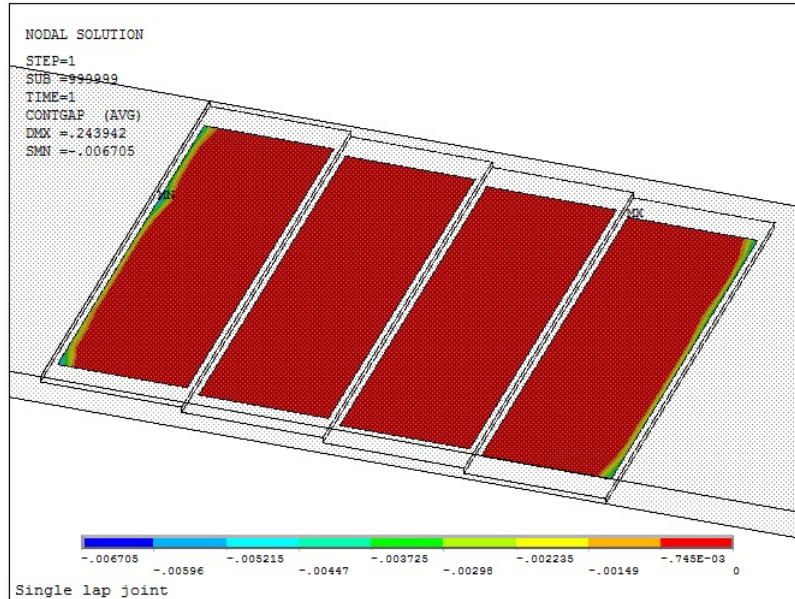 NODAL SOLUTION
STEP=1
SUB =999999
TIME=1
CONTGAP  (AVG)
DMX =.243942
SMN =-.006705
MN
MX
-.006705 -.005215 -.003725 -.002235 -.745E-03
-.00596 -.00447 -.00298 -.00149 0
Single lap joint